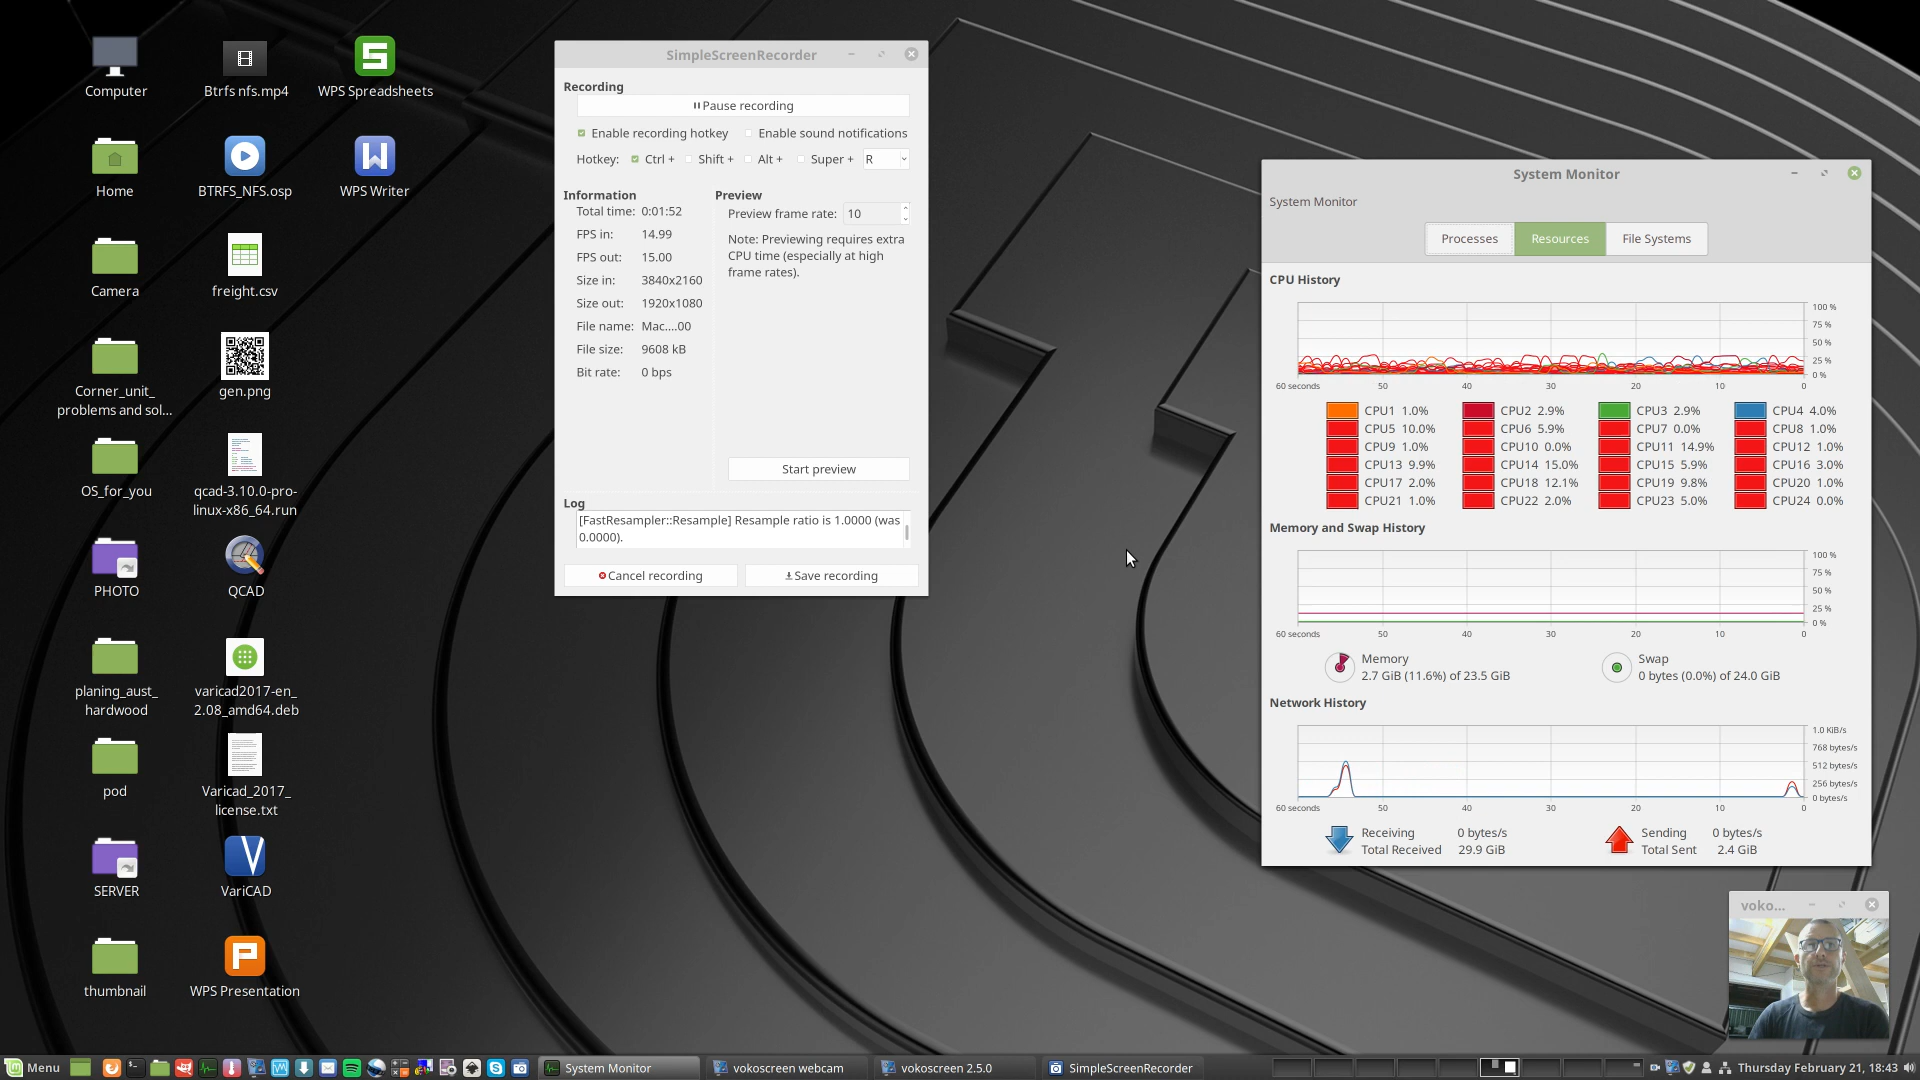 Computer
Btrfs nfs.mp4
WPS Spreadsheets
Home
BTRFS_NFS.osp
WPS Writer
Camera
freight.csv
Corner_unit_
problems and sol...
gen.png
OS_for_you
qcad-3.10.0-pro-
linux-x86_64.run
PHOTO
QCAD
planing_aust_
hardwood
varicad2017-en_
2.08_amd64.deb
pod
Varicad_2017_
license.txt
SERVER
VariCAD
thumbnail
WPS Presentation
SimpleScreenRecorder
Recording
Pause recording
Enable recording hotkey Enable sound notifications
Hotkey: Ctrl + Shift + Alt + Super + R
Information
Total time: 0:01:52
FPS in: 14.99
FPS out: 15.00
Size in: 3840x2160
Size out: 1920x1080
File name: Mac....00
File size: 9608 kB
Bit rate: 0 bps
Preview
Preview frame rate: 10
Note: Previewing requires extra
CPU time (especially at high
frame rates).
Start preview
Log
[FastResampler::Resample] Resample ratio is 1.0000 (was
0.0000).
Cancel recording Save recording
System Monitor
System Monitor
Processes Resources File Systems
CPU History
100 %
75 %
50 %
25 %
0 %
60 seconds 50 40 30 20 10 0
CPU1 1.0% CPU2 2.9% CPU3 2.9% CPU4 4.0%
CPU5 10.0% CPU6 5.9% CPU7 0.0% CPU8 1.0%
CPU9 1.0% CPU10 0.0% CPU11 14.9% CPU12 1.0%
CPU13 9.9% CPU14 15.0% CPU15 5.9% CPU16 3.0%
CPU17 2.0% CPU18 12.1% CPU19 9.8% CPU20 1.0%
CPU21 1.0% CPU22 2.0% CPU23 5.0% CPU24 0.0%
Memory and Swap History
100 %
75 %
50 %
25 %
0 %
60 seconds 50 40 30 20 10 0
Memory
2.7 GiB (11.6%) of 23.5 GiB
Swap
0 bytes (0.0%) of 24.0 GiB
Network History
1.0 KiB/s
768 bytes/s
512 bytes/s
256 bytes/s
0 bytes/s
60 seconds 50 40 30 20 10 0
Receiving 0 bytes/s
Total Received 29.9 GiB
Sending 0 bytes/s
Total Sent 2.4 GiB
voko...
Menu System Monitor vokoscreen webcam vokoscreen 2.5.0 SimpleScreenRecorder Thursday February 21, 18:43